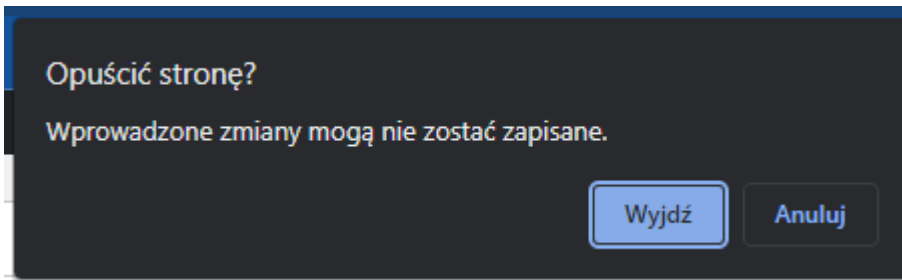 Opuścić stronę?
Wprowadzone zmiany mogą nie zostać zapisane.
Wyjdź
Anuluj